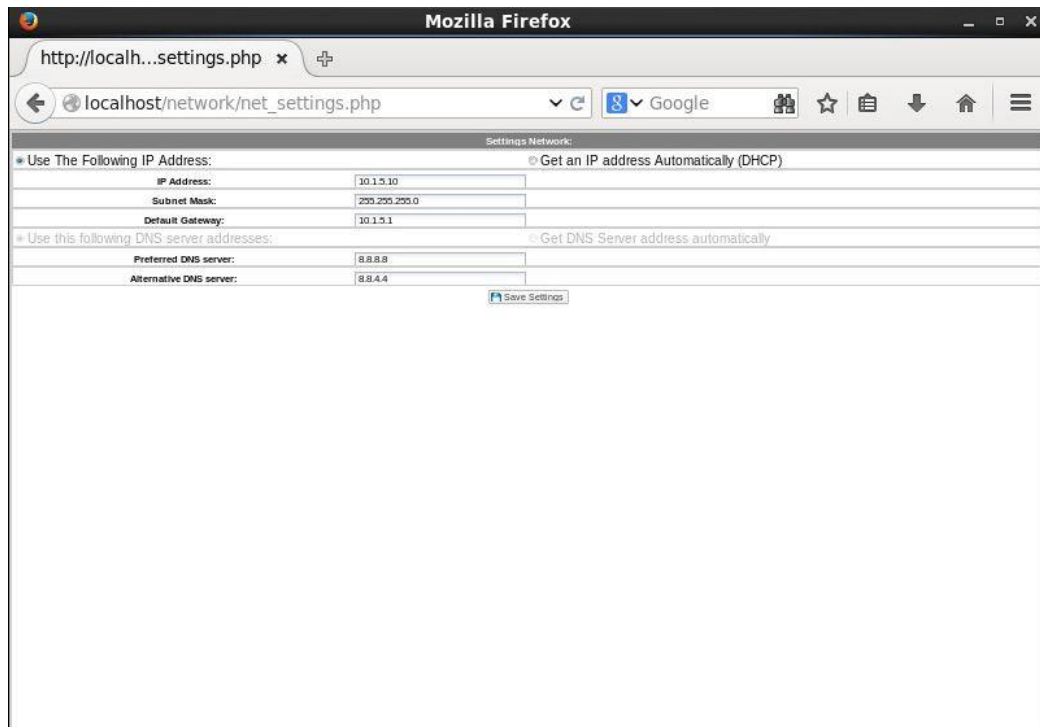 Mozilla Firefox
http://localh...settings.php
localhost/network/net_settings.php 8 Google
Settings Network:
Use The Following IP Address: Get an IP address Automatically (DHCP)
IP Address: 10.1.5.10
Subnet Mask: 255.255.255.0
Default Gateway: 10.1.5.1
Use this following DNS server addresses: Get DNS Server address automatically
Preferred DNS server: 8.8.8.8
Alternative DNS server: 8.8.4.4
Save Settings